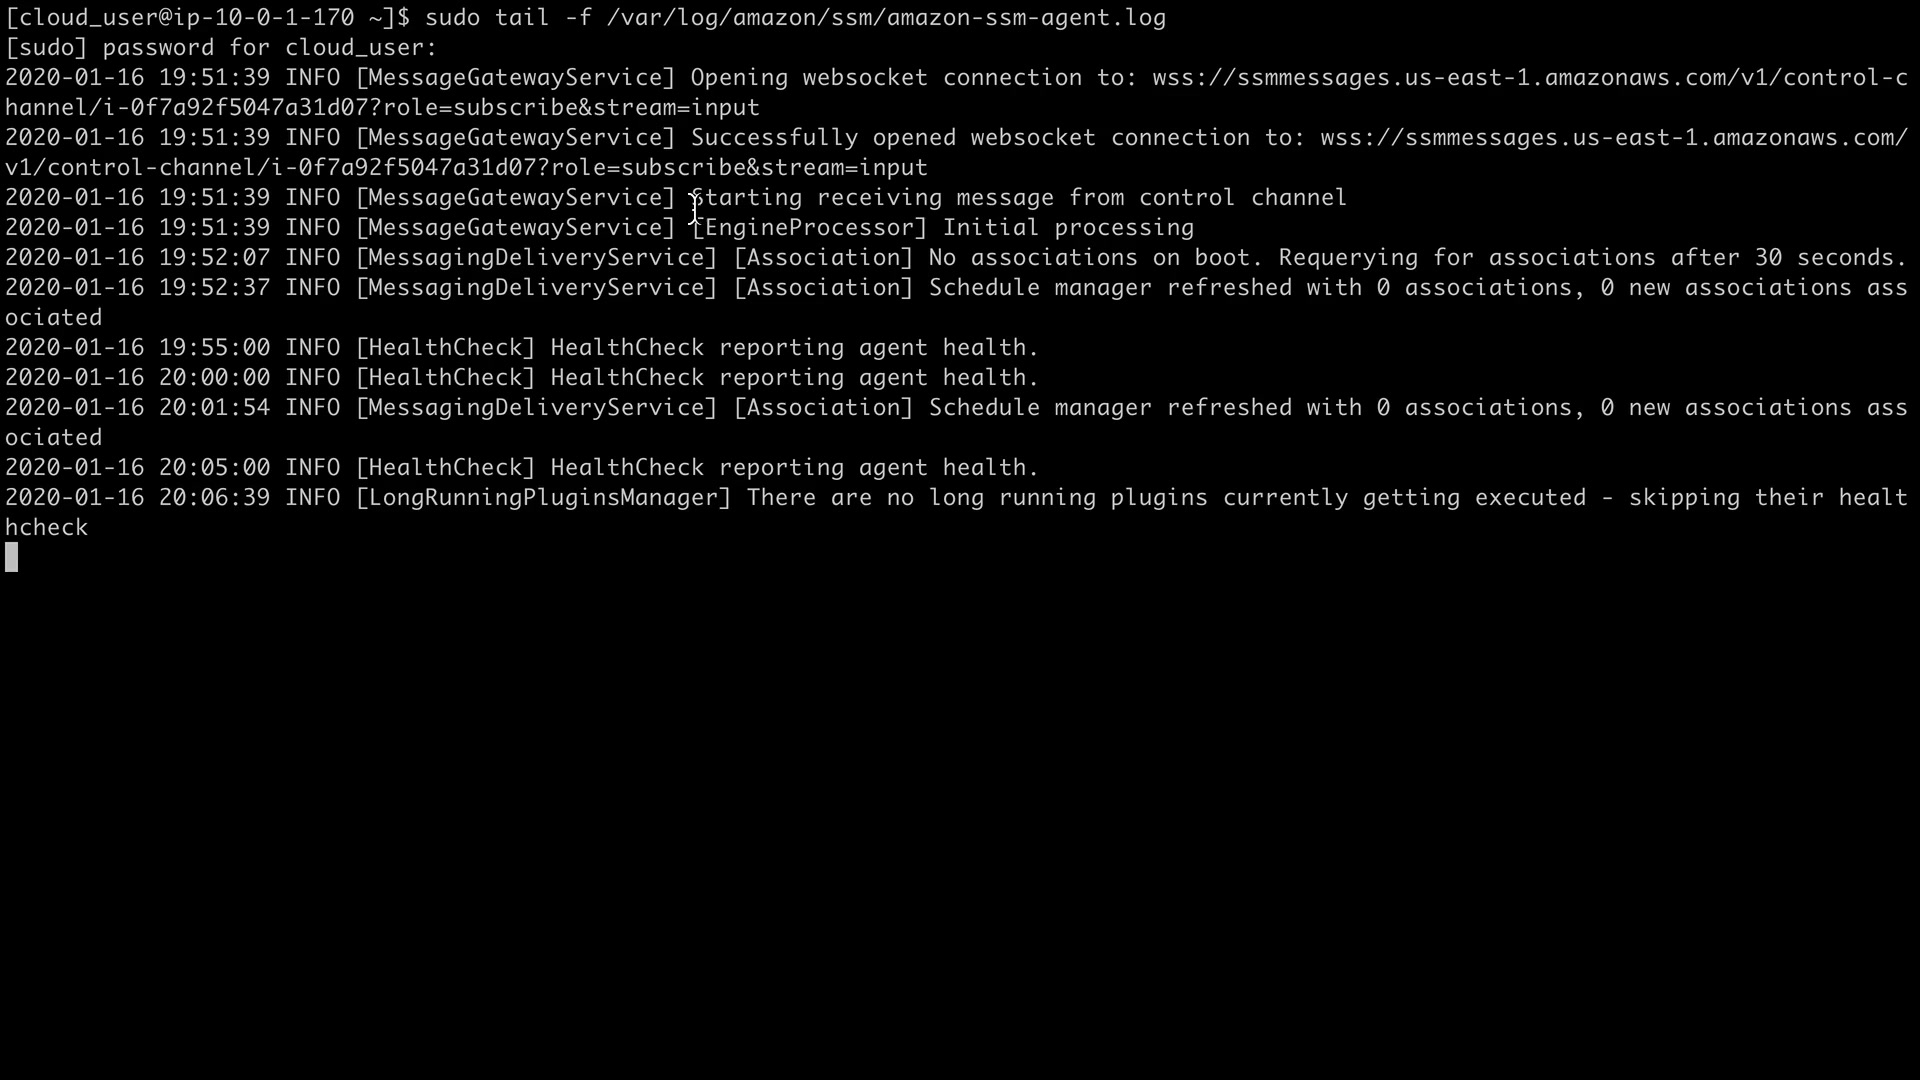 [cloud_user@ip-10-0-1-170 ~]$ sudo tail -f /var/log/amazon/ssm/amazon-ssm-agent.log
[sudo] password for cloud_user:
2020-01-16 19:51:39 INFO [MessageGatewayService] Opening websocket connection to: wss://ssmmessages.us-east-1.amazonaws.com/v1/control-c
hannel/i-0f7a92f5047a31d07?role=subscribe&stream=input
2020-01-16 19:51:39 INFO [MessageGatewayService] Successfully opened websocket connection to: wss://ssmmessages.us-east-1.amazonaws.com/
v1/control-channel/i-0f7a92f5047a31d07?role=subscribe&stream=input
2020-01-16 19:51:39 INFO [MessageGatewayService] Starting receiving message from control channel
2020-01-16 19:51:39 INFO [MessageGatewayService] [EngineProcessor] Initial processing
2020-01-16 19:52:07 INFO [MessagingDeliveryService] [Association] No associations on boot. Requerying for associations after 30 seconds.
2020-01-16 19:52:37 INFO [MessagingDeliveryService] [Association] Schedule manager refreshed with 0 associations, 0 new associations ass
ociated
2020-01-16 19:55:00 INFO [HealthCheck] HealthCheck reporting agent health.
2020-01-16 20:00:00 INFO [HealthCheck] HealthCheck reporting agent health.
2020-01-16 20:01:54 INFO [MessagingDeliveryService] [Association] Schedule manager refreshed with 0 associations, 0 new associations ass
ociated
2020-01-16 20:05:00 INFO [HealthCheck] HealthCheck reporting agent health.
2020-01-16 20:06:39 INFO [LongRunningPluginsManager] There are no long running plugins currently getting executed - skipping their healt
hcheck